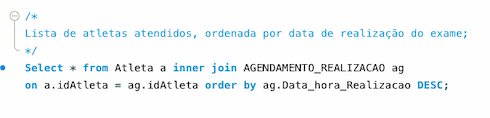 /*
Lista de atletas atendidos, ordenada por data de realização do exame;
*/
Select * from Atleta a inner join AGENDAMENTO_REALIZACAO ag
on a.idAtleta = ag.idAtleta order by ag.Data_hora_Realizacao DESC;